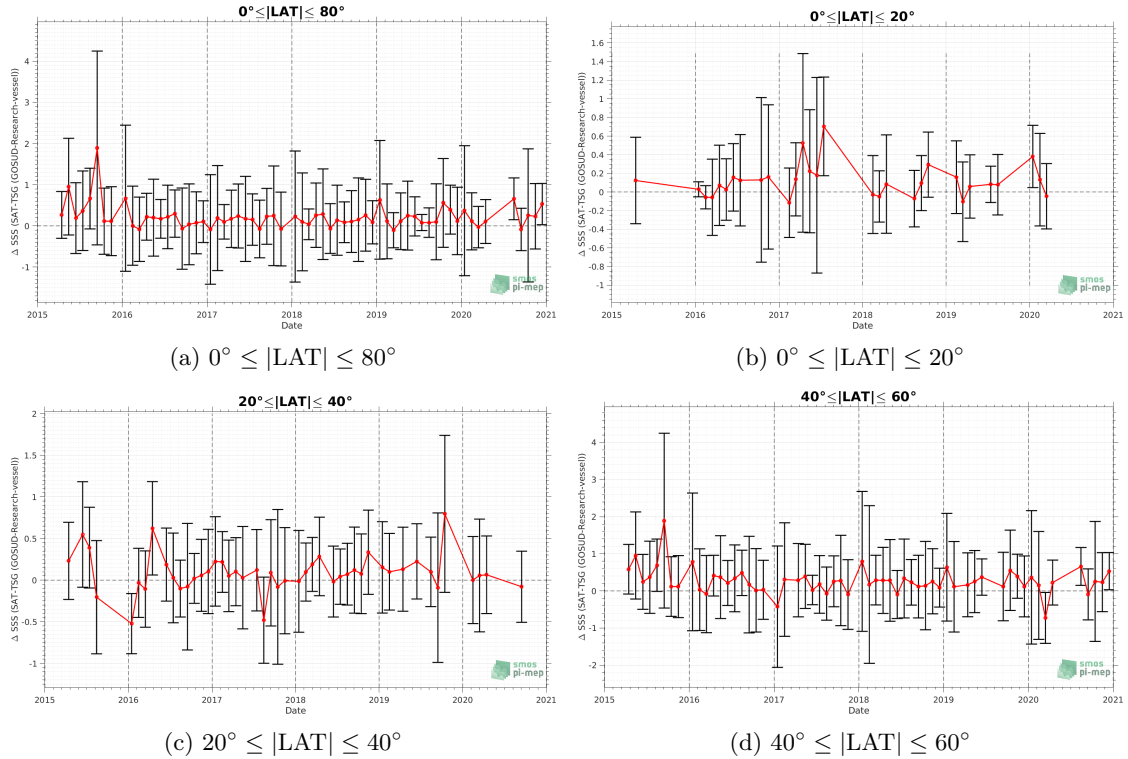 0°≤|LAT|≤ 80°
Δ SSS (SAT-TSG (GOSUD-Research-vessel))
4
3
2
1
0
-1
2015 2016 2017 2018 2019 2020 2021
Date
smos
pi-mep
(a) 0° ≤ |LAT| ≤ 80°
0°≤|LAT|≤ 20°
Δ SSS (SAT-TSG (GOSUD-Research-vessel))
1.6
1.4
1.2
1
0.8
0.6
0.4
0.2
0
-0.2
-0.4
-0.6
-0.8
-1
2015 2016 2017 2018 2019 2020 2021
Date
smos
pi-mep
(b) 0° ≤ |LAT| ≤ 20°
20°≤|LAT|≤ 40°
Δ SSS (SAT-TSG (GOSUD-Research-vessel))
2
1.5
1
0.5
0
-0.5
-1
2015 2016 2017 2018 2019 2020 2021
Date
smos
pi-mep
(c) 20° ≤ |LAT| ≤ 40°
40°≤|LAT|≤ 60°
Δ SSS (SAT-TSG (GOSUD-Research-vessel))
4
3
2
1
0
-1
-2
2015 2016 2017 2018 2019 2020 2021
Date
smos
pi-mep
(d) 40° ≤ |LAT| ≤ 60°